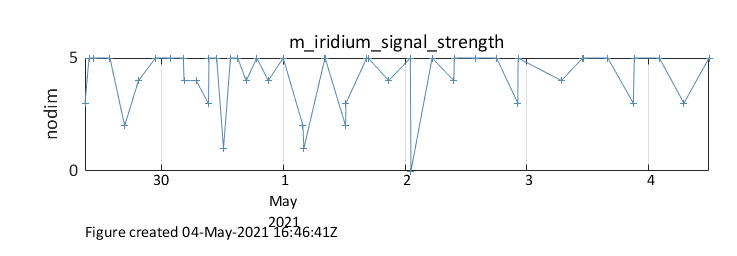 m_iridium_signal_strength
5
nodim
0
30 1 2 3 4
May
2021
Figure created 04-May-2021 16:46:41Z